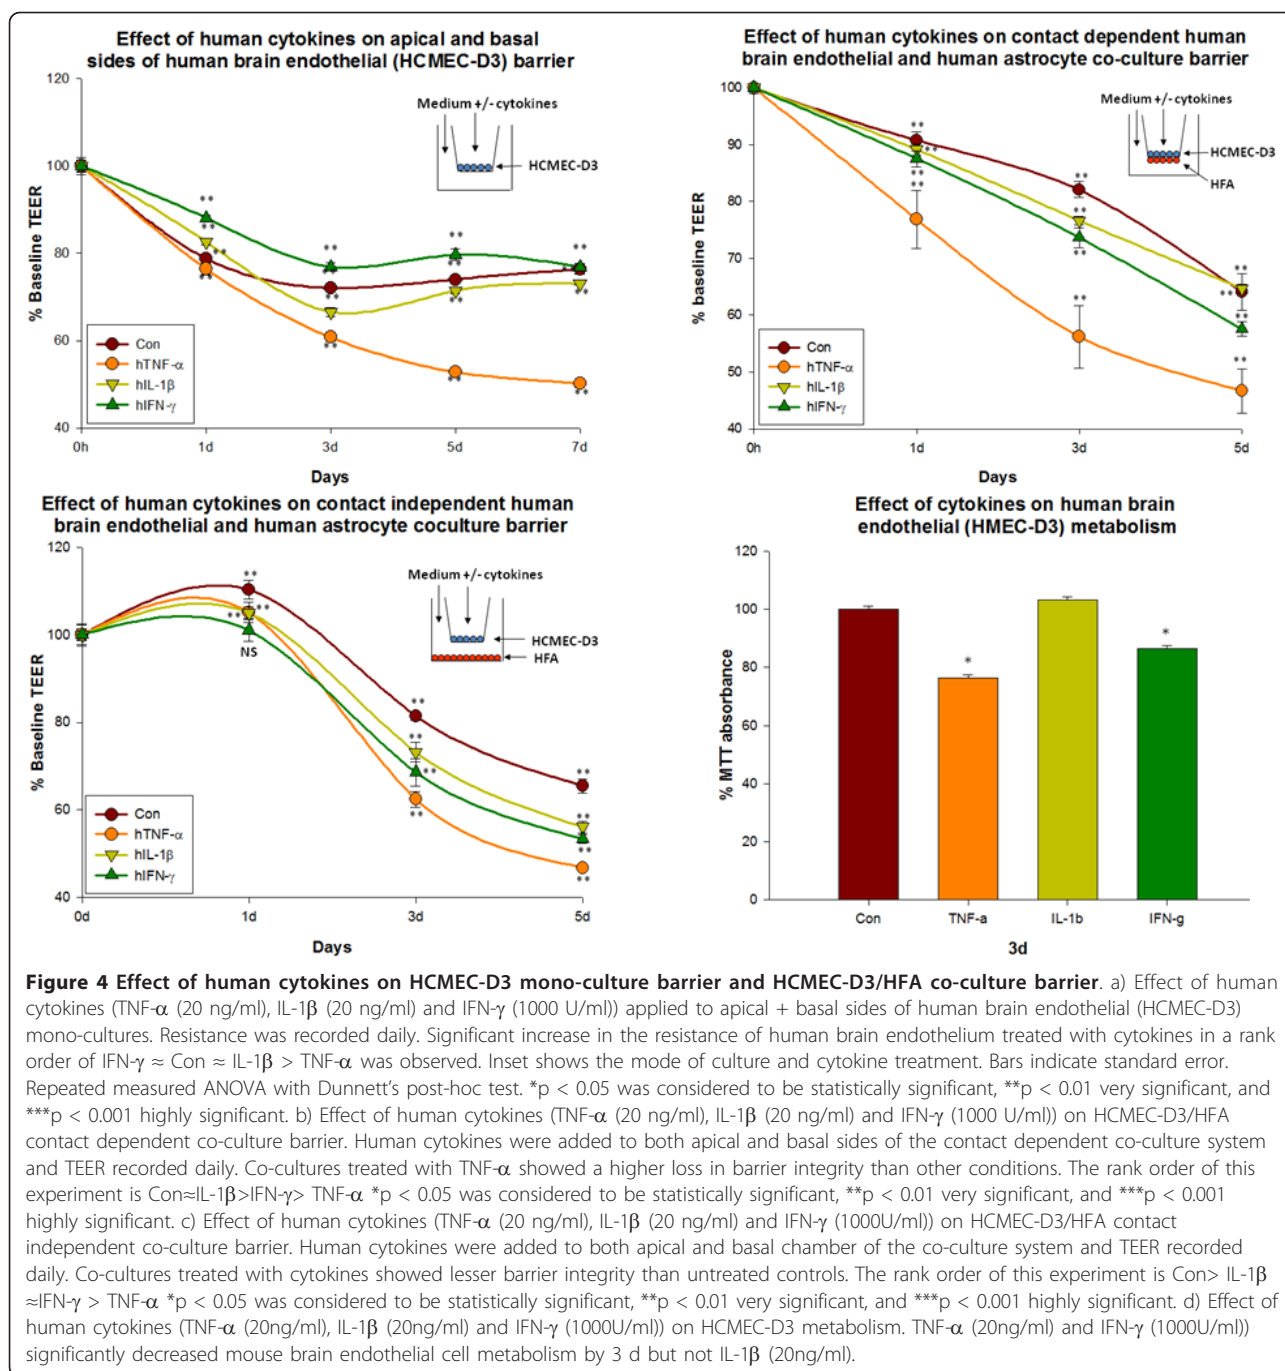 Effect of human cytokines on apical and basal
sides of human brain endothelial (HCMEC-D3) barrier
Medium +/- cytokines
HCMEC-D3
% Baseline TEER
120
100
80
60
40
** ** ** ** ** ** ** ** ** ** ** ** **
Con
hTNF-α
hIL-1β
hIFN-γ
0h 1d 3d 5d 7d
Days
Effect of human cytokines on contact dependent human
brain endothelial and human astrocyte co-culture barrier
Medium +/- cytokines
HCMEC-D3
HFA
% baseline TEER
100
90
80
70
60
50
40
** ** ** ** ** ** ** ** ** ** ** **
Con
hTNF-α
hIL-1β
hIFN-γ
0h 1d 3d 5d
Days
Effect of human cytokines on contact independent human
brain endothelial and human astrocyte coculture barrier
Medium +/- cytokines
HCMEC-D3
HFA
% Baseline TEER
120
100
80
60
40
** ** ** NS ** ** ** ** ** ** ** **
Con
hTNF-α
hIL-1β
hIFN-γ
0d 1d 3d 5d
Days
Effect of cytokines on human brain
endothelial (HMEC-D3) metabolism
% MTT absorbance
120
100
80
60
40
20
0
* *
Con TNF-a IL-1b IFN-g
3d
Figure 4 Effect of human cytokines on HCMEC-D3 mono-culture barrier and HCMEC-D3/HFA co-culture barrier. a) Effect of human
cytokines (TNF-α (20 ng/ml), IL-1β (20 ng/ml) and IFN-γ (1000 U/ml)) applied to apical + basal sides of human brain endothelial (HCMEC-D3)
mono-cultures. Resistance was recorded daily. Significant increase in the resistance of human brain endothelium treated with cytokines in a rank
order of IFN-γ ≈ Con ≈ IL-1β > TNF-α was observed. Inset shows the mode of culture and cytokine treatment. Bars indicate standard error.
Repeated measured ANOVA with Dunnett's post-hoc test. *p < 0.05 was considered to be statistically significant, **p < 0.01 very significant, and
***p < 0.001 highly significant. b) Effect of human cytokines (TNF-α (20 ng/ml), IL-1β (20 ng/ml) and IFN-γ (1000 U/ml)) on HCMEC-D3/HFA
contact dependent co-culture barrier. Human cytokines were added to both apical and basal sides of the contact dependent co-culture system
and TEER recorded daily. Co-cultures treated with TNF-α showed a higher loss in barrier integrity than other conditions. The rank order of this
experiment is Con≈IL-1β>IFN-γ> TNF-α *p < 0.05 was considered to be statistically significant, **p < 0.01 very significant, and ***p < 0.001
highly significant. c) Effect of human cytokines (TNF-α (20 ng/ml), IL-1β (20 ng/ml) and IFN-γ (1000U/ml)) on HCMEC-D3/HFA contact
independent co-culture barrier. Human cytokines were added to both apical and basal chamber of the co-culture system and TEER recorded
daily. Co-cultures treated with cytokines showed lesser barrier integrity than untreated controls. The rank order of this experiment is Con> IL-1β
≈IFN-γ > TNF-α *p < 0.05 was considered to be statistically significant, **p < 0.01 very significant, and ***p < 0.001 highly significant. d) Effect of
human cytokines (TNF-α (20ng/ml), IL-1β (20ng/ml) and IFN-γ (1000U/ml)) on HCMEC-D3 metabolism. TNF-α (20ng/ml) and IFN-γ (1000U/ml))
significantly decreased mouse brain endothelial cell metabolism by 3 d but not IL-1β (20ng/ml).